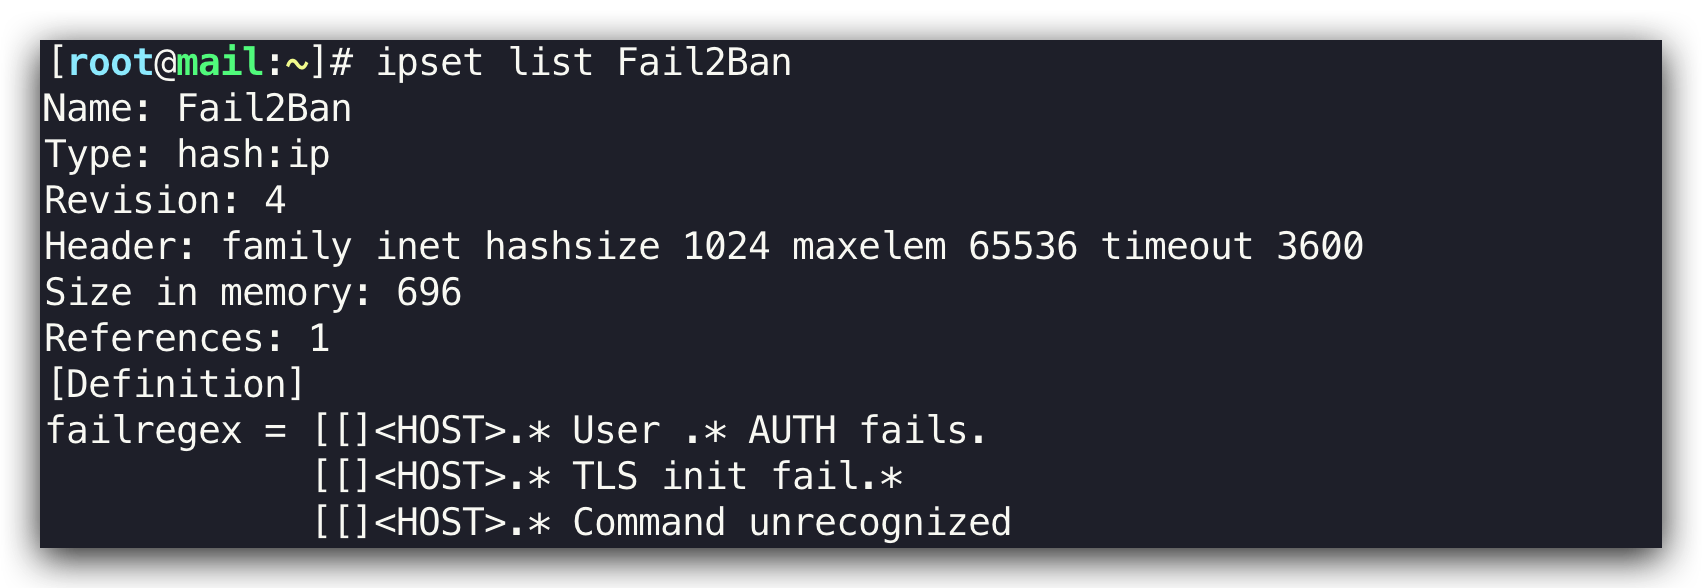 [root@mail:~]# ipset list Fail2Ban
Name: Fail2Ban
Type: hash:ip
Revision: 4
Header: family inet hashsize 1024 maxelem 65536 timeout 3600
Size in memory: 696
References: 1
[Definition]
failregex = [[]<HOST>.* User .* AUTH fails.
            [[]<HOST>.* TLS init fail.*
            [[]<HOST>.* Command unrecognized